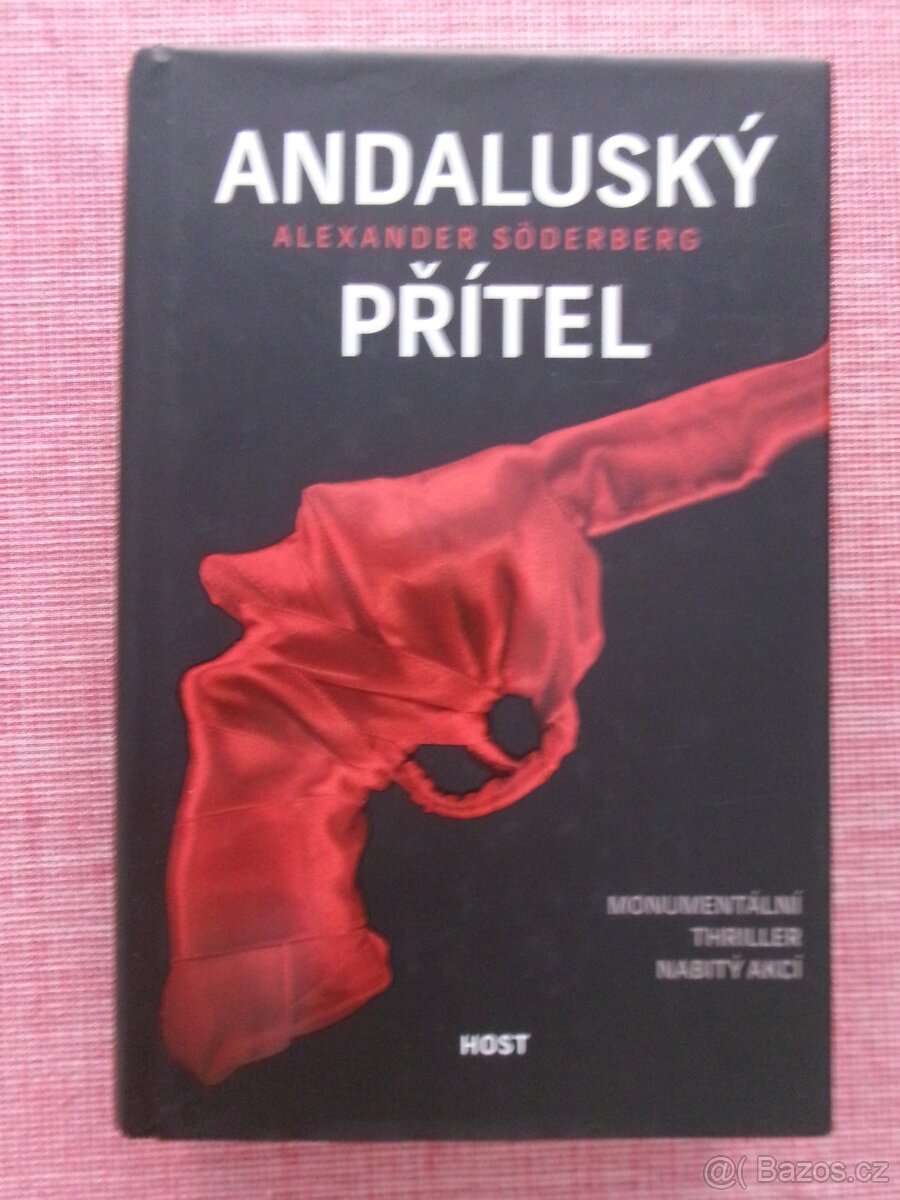 ANDALUSKÝ
ALEXANDER SÖDERBERG
PŘÍTEL
MONUMENTÁLNÍ
THRILLER
NABITÝ AKCÍ
HOST
@( Bazos.cz